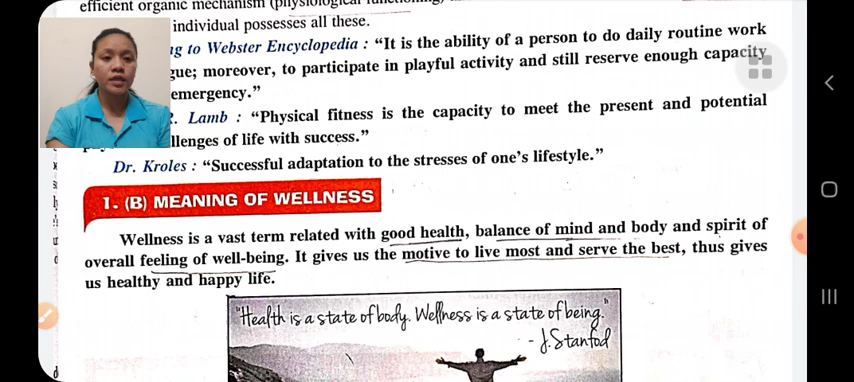 efficient organic mechanism (physiological functioning)
individual possesses all these.
ng to Webster Encyclopedia : “It is the ability of a person to do daily routine work
gue; moreover, to participate in playful activity and still reserve enough capacity
emergency.”
R. Lamb : “Physical fitness is the capacity to meet the present and potential
llenges of life with success.”
Dr. Kroles : “Successful adaptation to the stresses of one’s lifestyle.”
1. (B) MEANING OF WELLNESS
Wellness is a vast term related with good health, balance of mind and body and spirit of
overall feeling of well-being. It gives us the motive to live most and serve the best, thus gives
us healthy and happy life.
"Health is a state of body. Wellness is a state of being."
- J.Stanfod